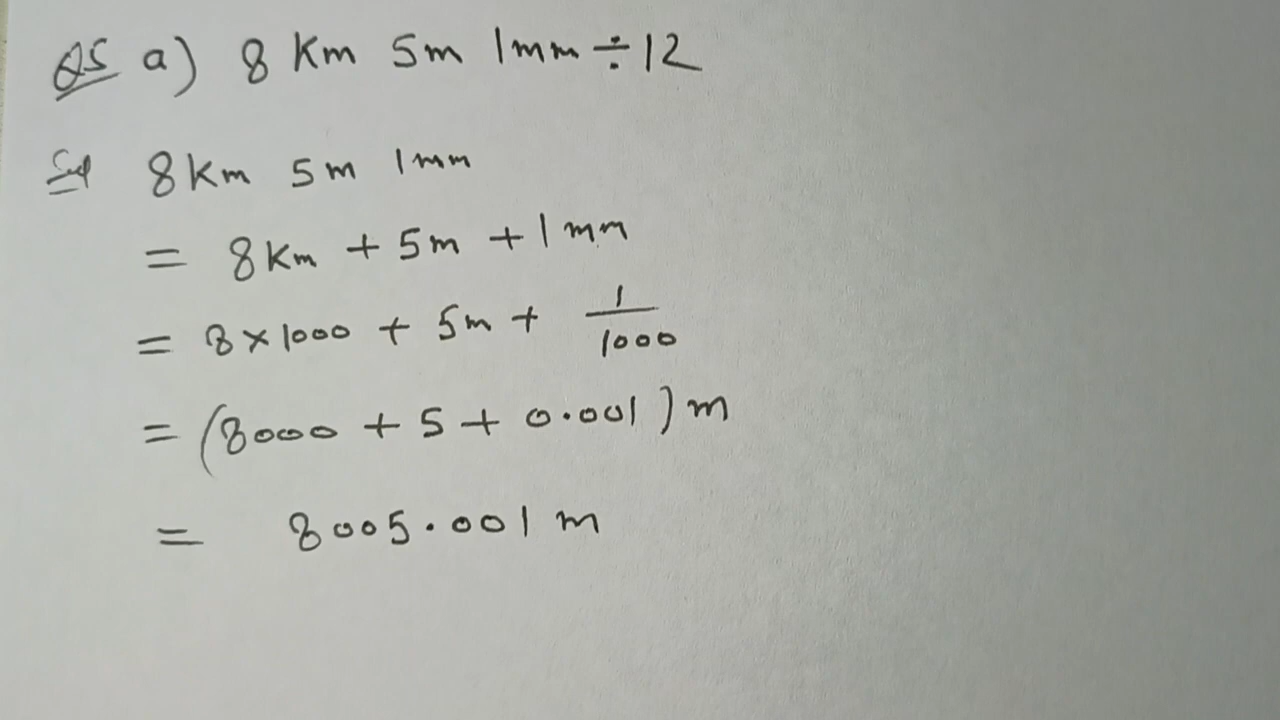 Q5 a) 8 Km 5m 1mm ÷ 12
Sol 8Km 5m 1mm
= 8Km + 5m + 1mm
= 8 × 1000 + 5m + 1/1000
= (8000 + 5 + 0.001) m
= 8005.001 m